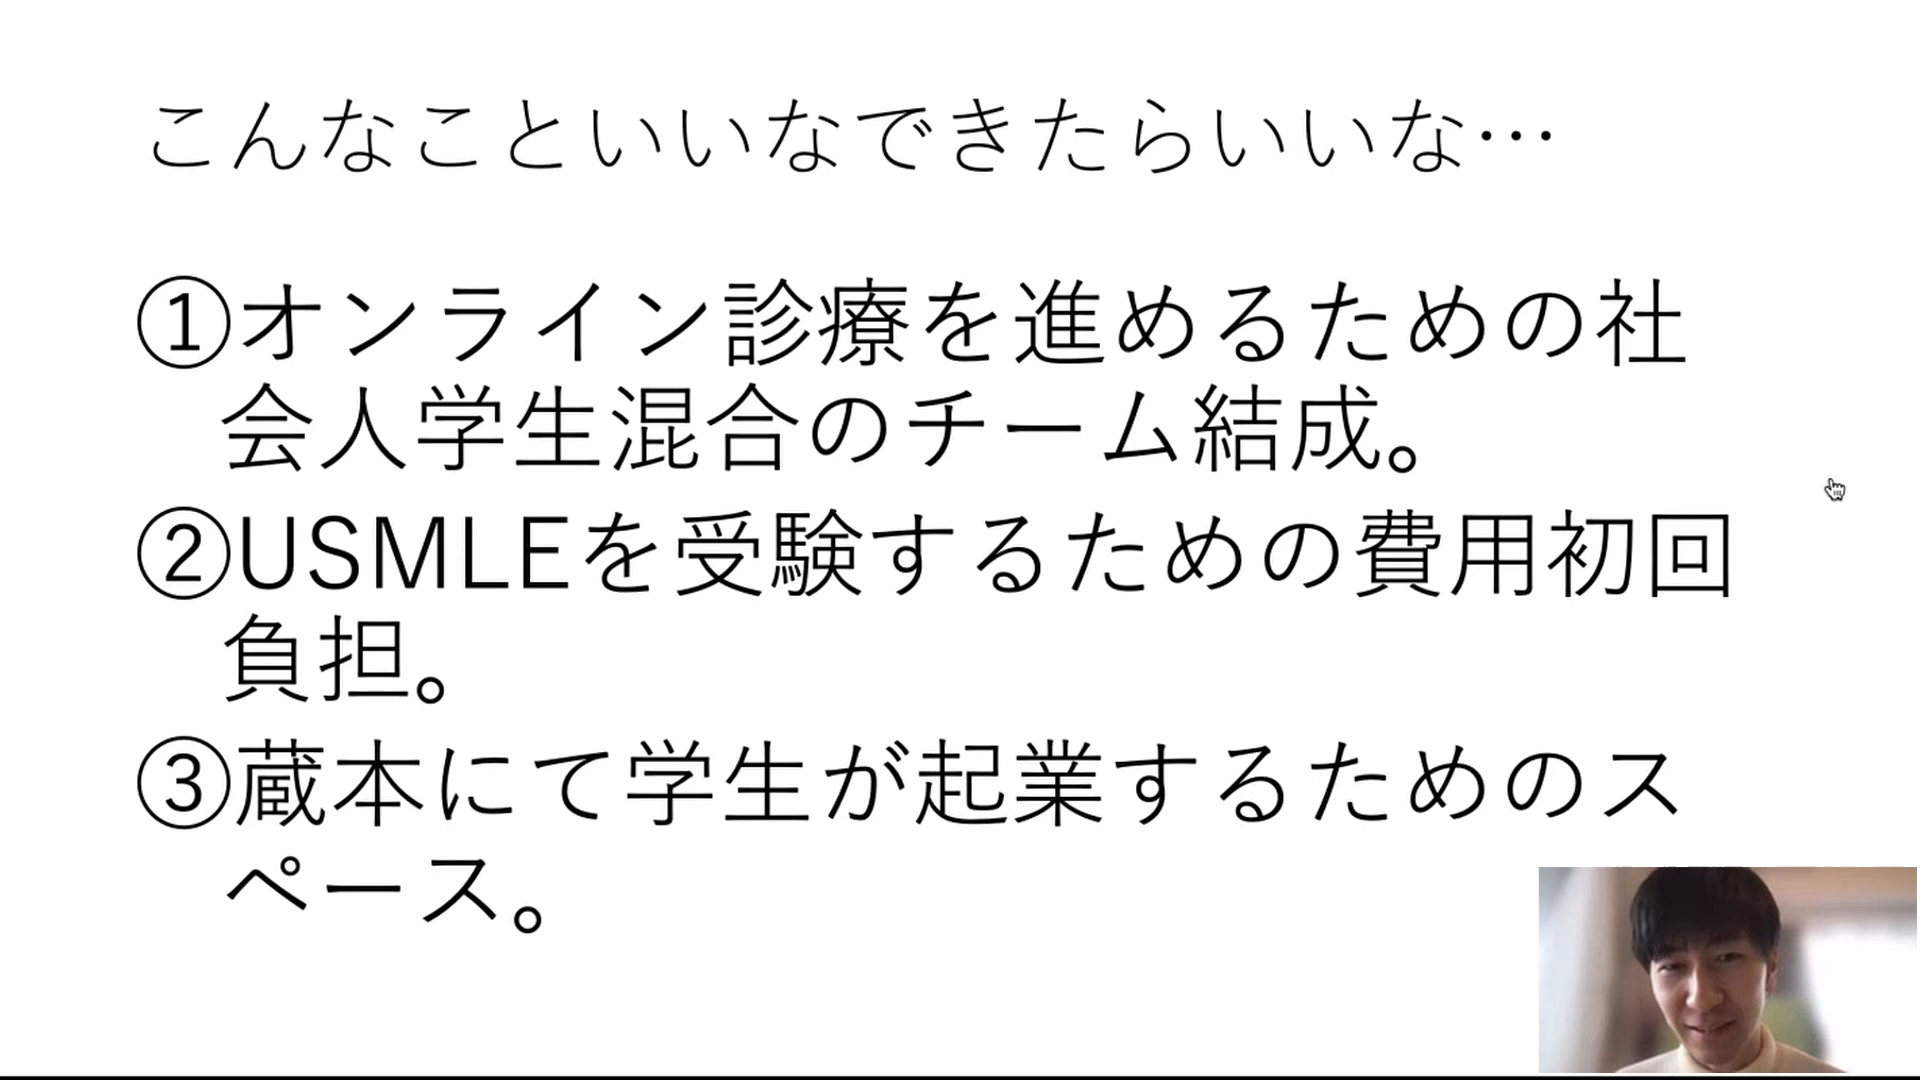 こんなこといいなできたらいいな…
①オンライン診療を進めるための社
会人学生混合のチーム結成。
②USMLEを受験するための費用初回
負担。
③蔵本にて学生が起業するためのス
ペース。